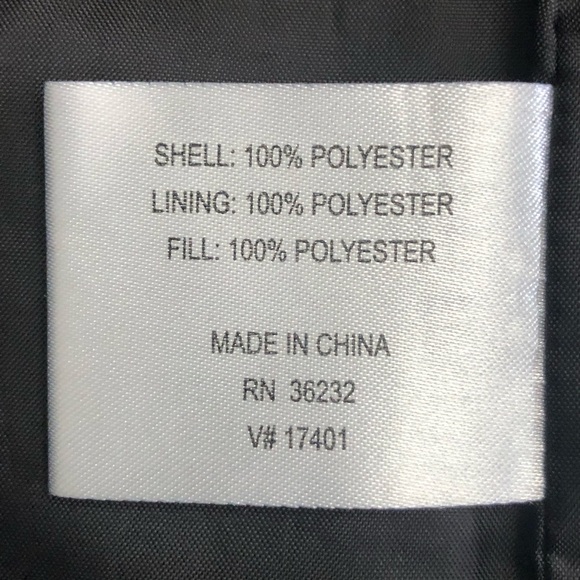 SHELL: 100% POLYESTER
LINING: 100% POLYESTER
FILL: 100% POLYESTER
MADE IN CHINA
RN 36232
V# 17401